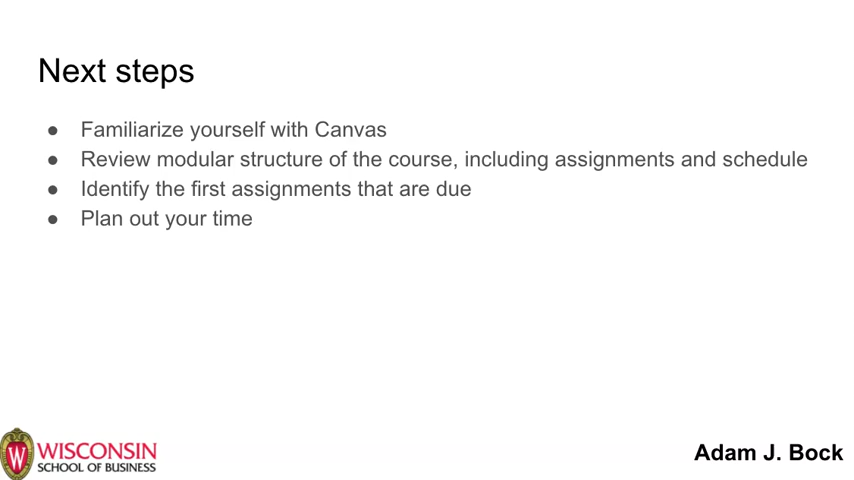 Next steps
● Familiarize yourself with Canvas
● Review modular structure of the course, including assignments and schedule
● Identify the first assignments that are due
● Plan out your time
W
WISCONSIN
SCHOOL OF BUSINESS
Adam J. Bock